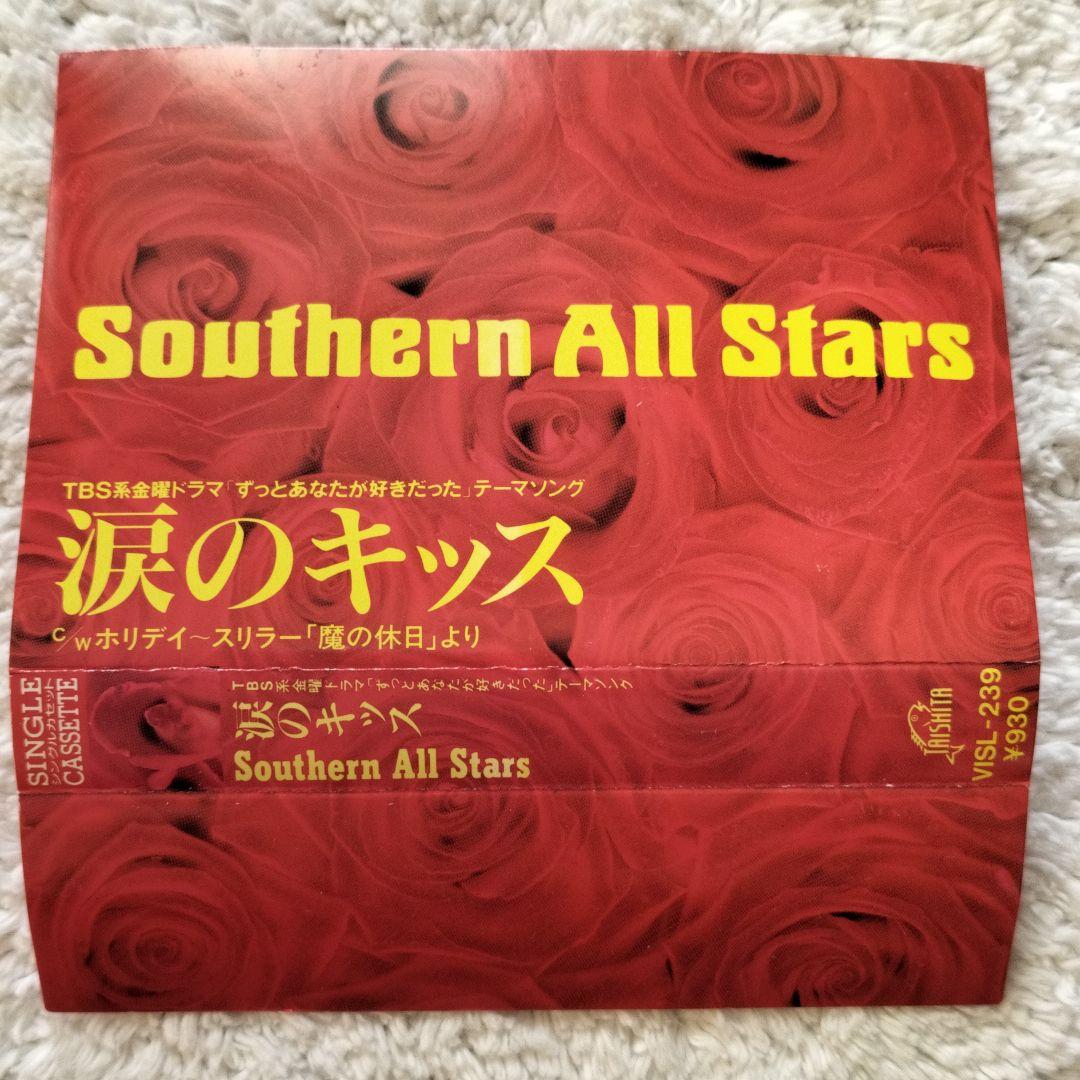 Southern All Stars
TBS系金曜ドラマ「ずっとあなたが好きだった」テーマソング
涙のキッス
c/wホリデイ～スリラー「魔の休日」より
SINGLE
シングルカセット
CASSETTE
TBS系金曜ドラマ「ずっとあなたが好きだった」テーマソング
涙のキッス
Southern All Stars
TAISHITA
VISL-239
¥930